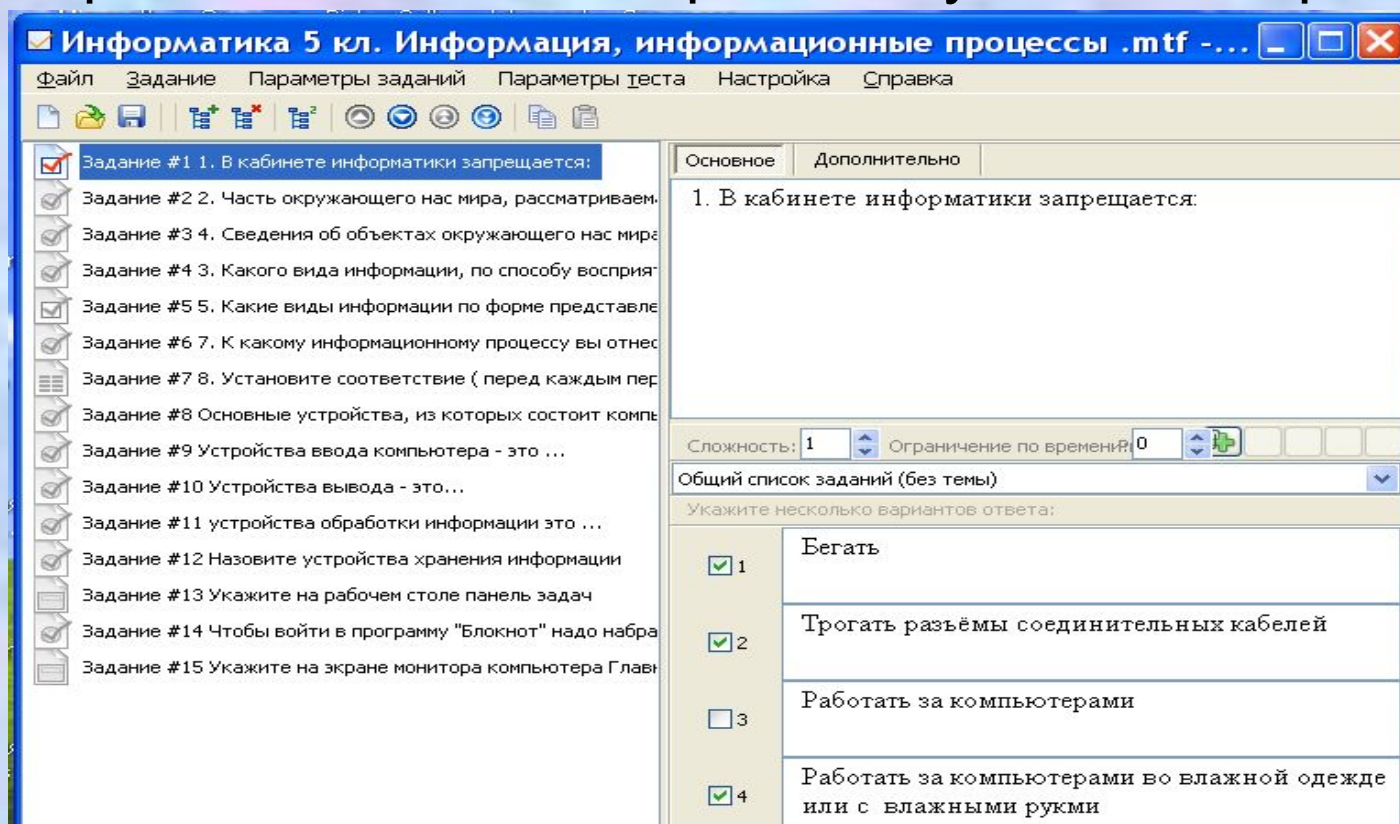 Информатика 5 кл. Информация, информационные процессы .mtf -...
Файл Задание Параметры заданий Параметры теста Настройка Справка
Задание #1 1. В кабинете информатики запрещается:
Задание #2 2. Часть окружающего нас мира, рассматриваем
Задание #3 4. Сведения об объектах окружающего нас мира
Задание #4 3. Какого вида информации, по способу восприят
Задание #5 5. Какие виды информации по форме представле
Задание #6 7. К какому информационному процессу вы отнес
Задание #7 8. Установите соответствие ( перед каждым пер
Задание #8 Основные устройства, из которых состоит компь
Задание #9 Устройства ввода компьютера - это ...
Задание #10 Устройства вывода - это...
Задание #11 устройства обработки информации это ...
Задание #12 Назовите устройства хранения информации
Задание #13 Укажите на рабочем столе панель задач
Задание #14 Чтобы войти в программу "Блокнот" надо набра
Задание #15 Укажите на экране монитора компьютера Главн
Основное Дополнительно
1. В кабинете информатики запрещается:
Сложность: 1 Ограничение по времени 0
Общий список заданий (без темы)
Укажите несколько вариантов ответа:
1 Бегать
2 Трогать разъёмы соединительных кабелей
3 Работать за компьютерами
4 Работать за компьютерами во влажной одежде
или с влажными рукми